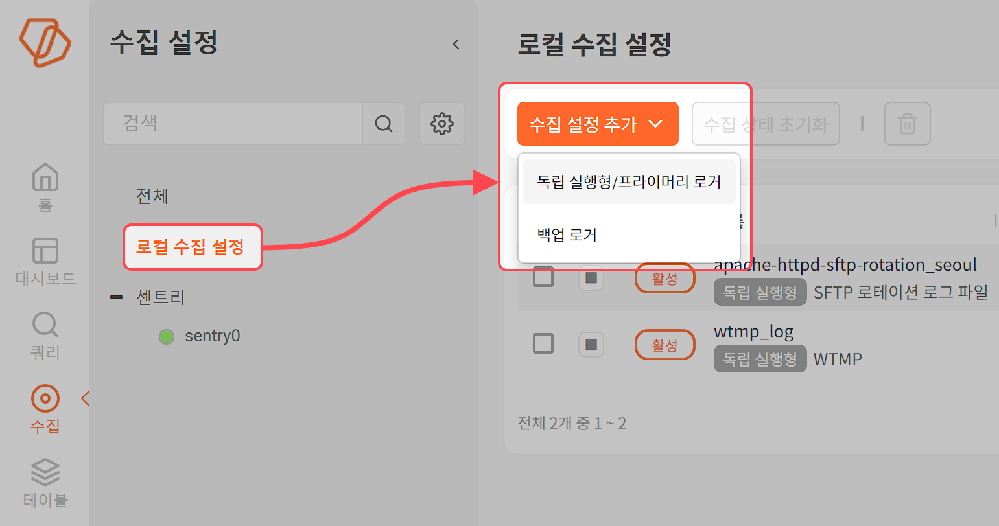 홈
대시보드
쿼리
수집
테이블
수집 설정
검색
전체
로컬 수집 설정
센트리
sentry0
로컬 수집 설정
수집 설정 추가
수집 상태 초기화
독립 실행형/프라이머리 로거
백업 로거
활성
apache-httpd-sftp-rotation_seoul
독립 실행형 SFTP 로테이션 로그 파일
활성
wtmp_log
독립 실행형 WTMP
전체 2개 중 1 ~ 2